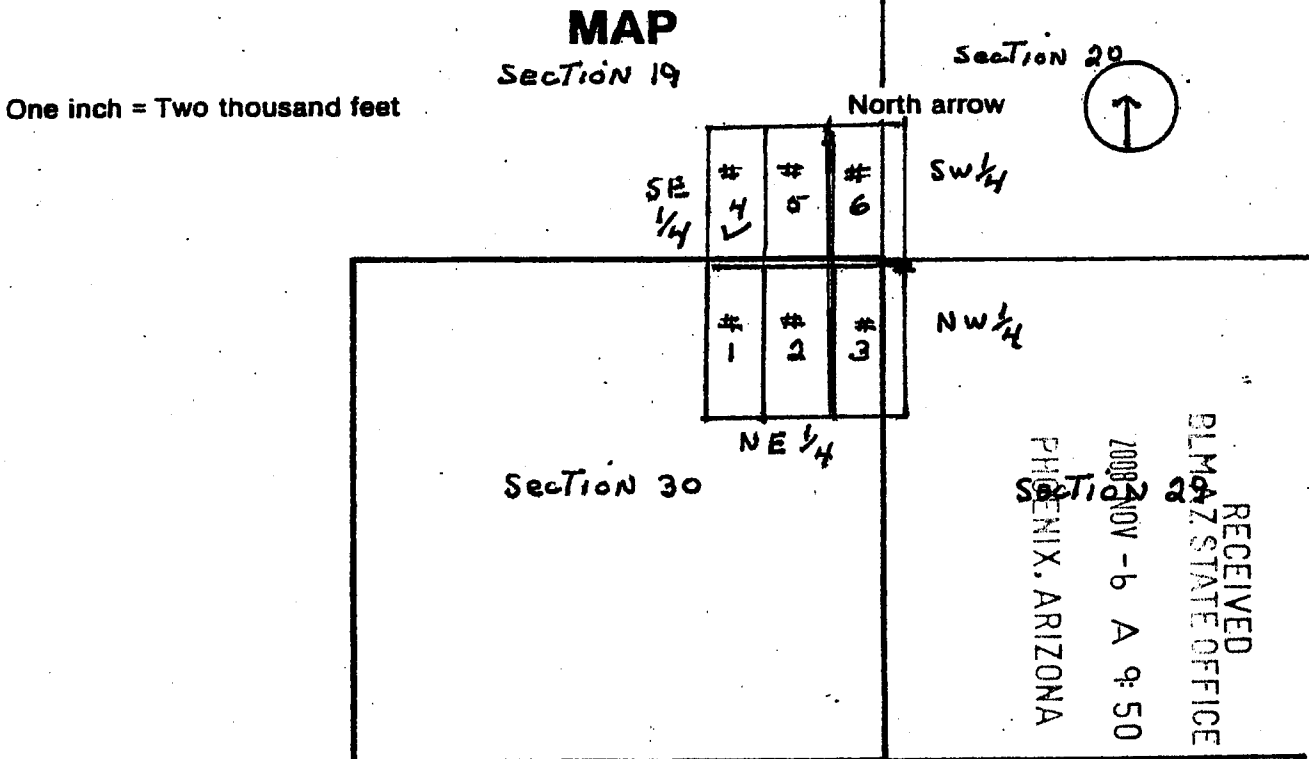 MAP
Section 19
Section 20
One inch = Two thousand feet
North arrow
SE
1/4
#
4
#
5
#
6
SW 1/4
#
1
#
2
#
3
NW 1/4
NE 1/4
Section 30
Section 29
RECEIVED
BLM AZ. STATE OFFICE
2008 NOV -6 A 9:50
PHOENIX, ARIZONA